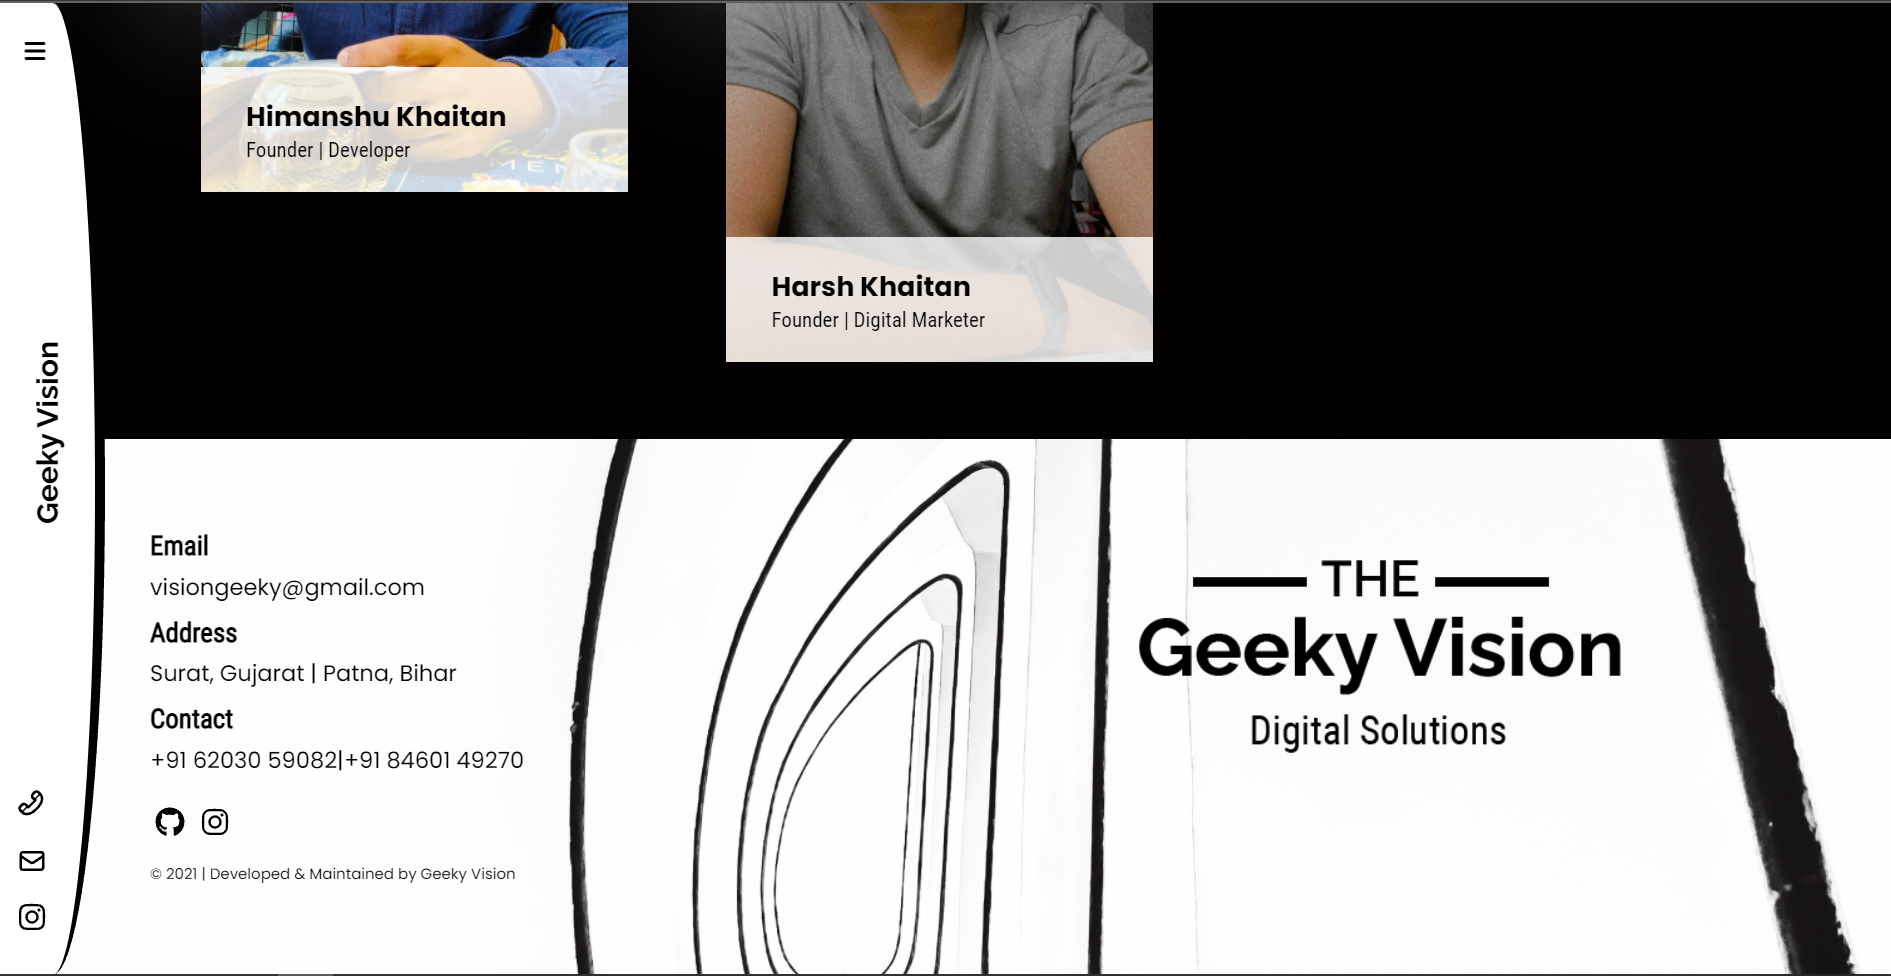 Geeky Vision
Himanshu Khaitan
Founder | Developer
Harsh Khaitan
Founder | Digital Marketer
Email
visiongeeky@gmail.com
Address
Surat, Gujarat | Patna, Bihar
Contact
+91 62030 59082|+91 84601 49270
© 2021 | Developed & Maintained by Geeky Vision
THE
Geeky Vision
Digital Solutions